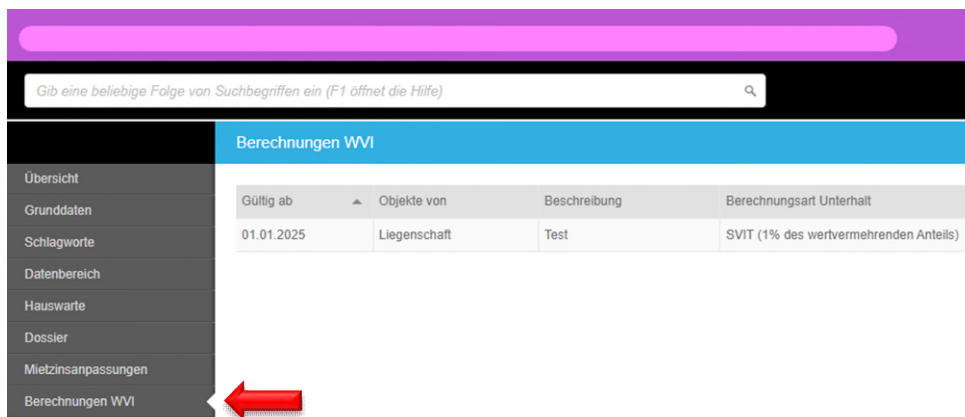 Gib eine beliebige Folge von Suchbegriffen ein (F1 öffnet die Hilfe)
Berechnungen WVI
Übersicht
Grunddaten
Schlagworte
Datenbereich
Hauswarte
Dossier
Mietzinsanpassungen
Berechnungen WVI
Gültig ab Objekte von Beschreibung Berechnungsart Unterhalt
01.01.2025 Liegenschaft Test SVIT (1% des wertvermehrenden Anteils)